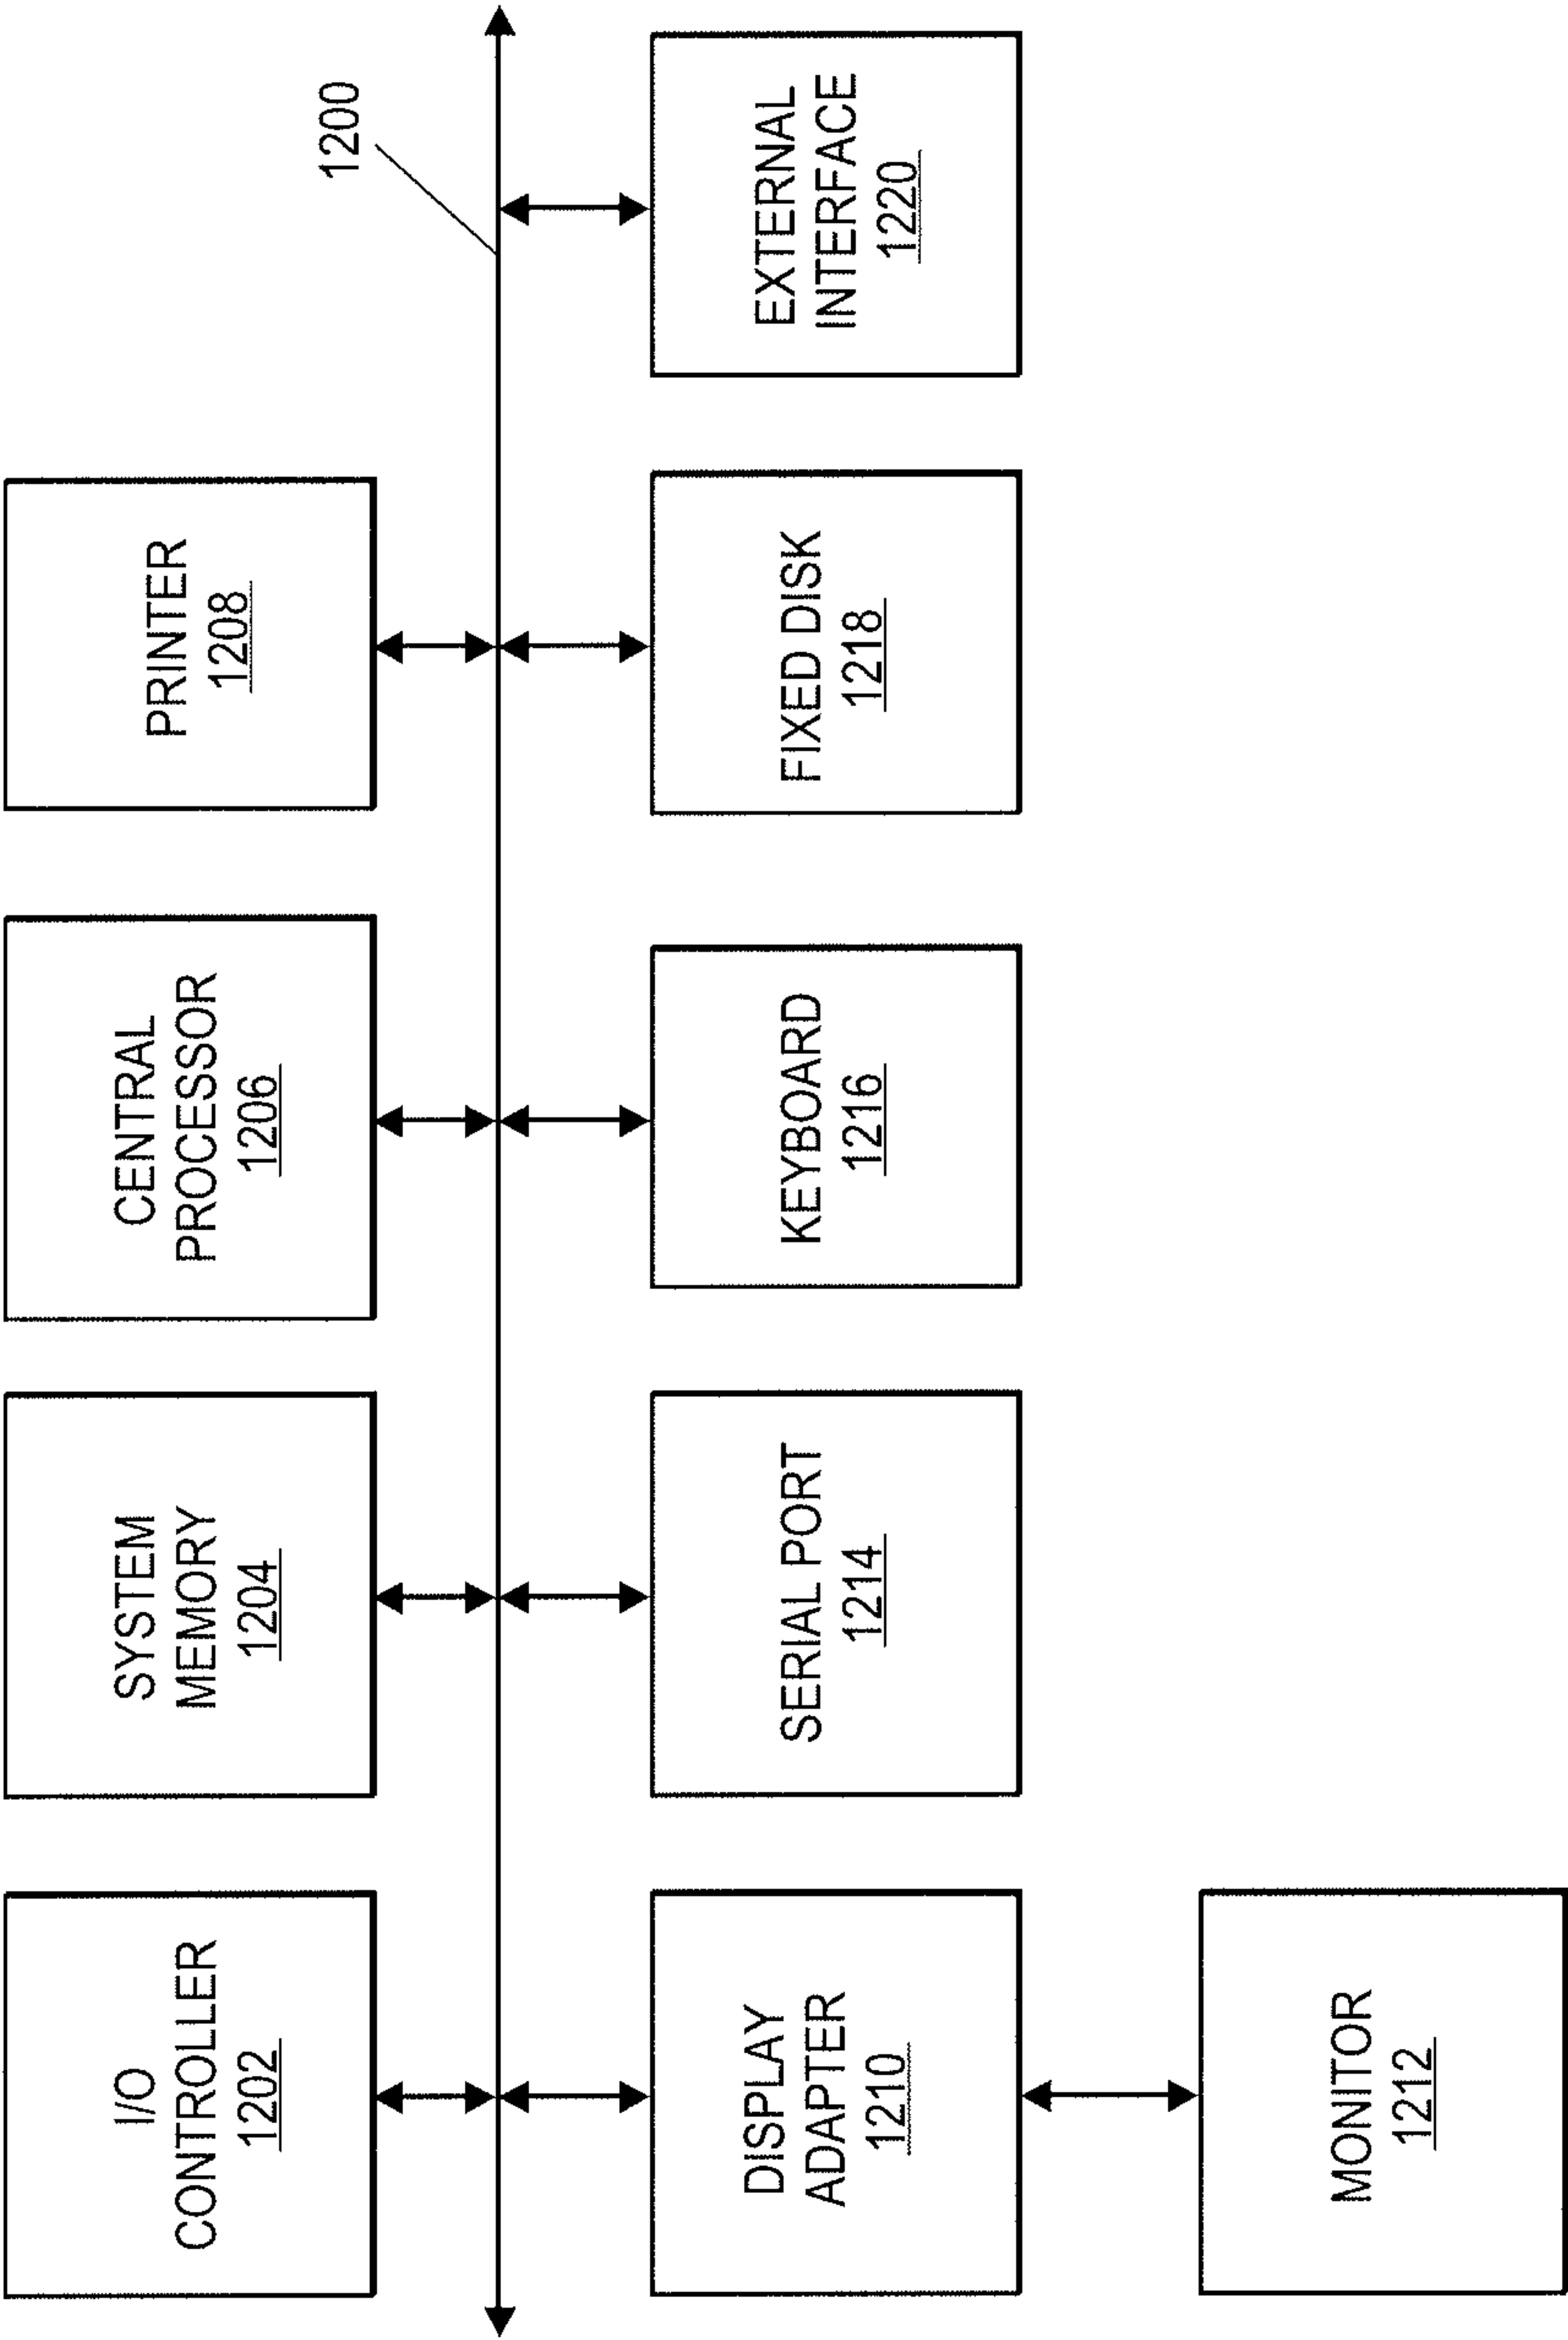 I/O
CONTROLLER
1202
SYSTEM
MEMORY
1204
CENTRAL
PROCESSOR
1206
PRINTER
1208
1200
DISPLAY
ADAPTER
1210
SERIAL PORT
1214
KEYBOARD
1216
FIXED DISK
1218
EXTERNAL
INTERFACE
1220
MONITOR
1212